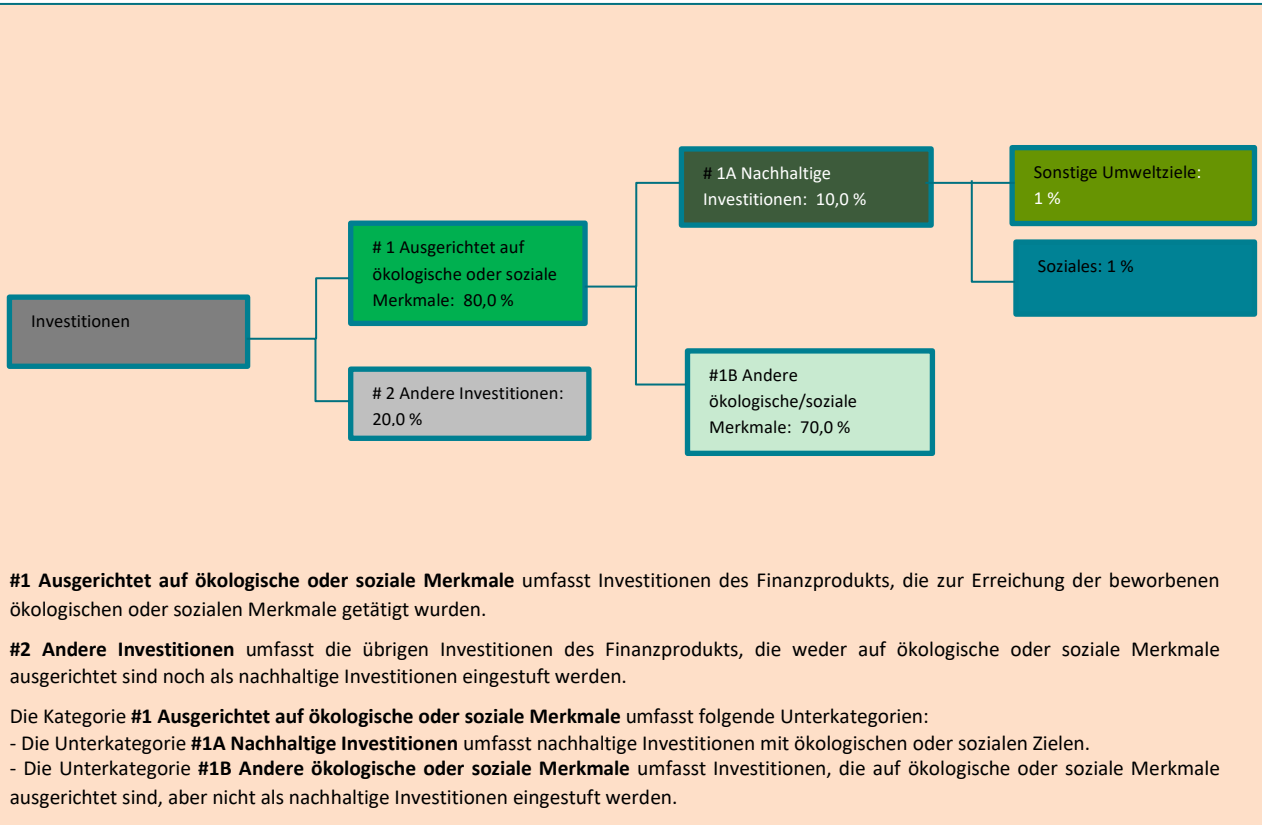 Investitionen
# 1 Ausgerichtet auf
ökologische oder soziale
Merkmale:  80,0 %
# 2 Andere Investitionen:
20,0 %
# 1A Nachhaltige
Investitionen:  10,0 %
#1B Andere
ökologische/soziale
Merkmale:  70,0 %
Sonstige Umweltziele:
1 %
Soziales: 1 %
#1 Ausgerichtet auf ökologische oder soziale Merkmale umfasst Investitionen des Finanzprodukts, die zur Erreichung der beworbenen
ökologischen oder sozialen Merkmale getätigt wurden.
#2 Andere Investitionen umfasst die übrigen Investitionen des Finanzprodukts, die weder auf ökologische oder soziale Merkmale
ausgerichtet sind noch als nachhaltige Investitionen eingestuft werden.
Die Kategorie #1 Ausgerichtet auf ökologische oder soziale Merkmale umfasst folgende Unterkategorien:
- Die Unterkategorie #1A Nachhaltige Investitionen umfasst nachhaltige Investitionen mit ökologischen oder sozialen Zielen.
- Die Unterkategorie #1B Andere ökologische oder soziale Merkmale umfasst Investitionen, die auf ökologische oder soziale Merkmale
ausgerichtet sind, aber nicht als nachhaltige Investitionen eingestuft werden.